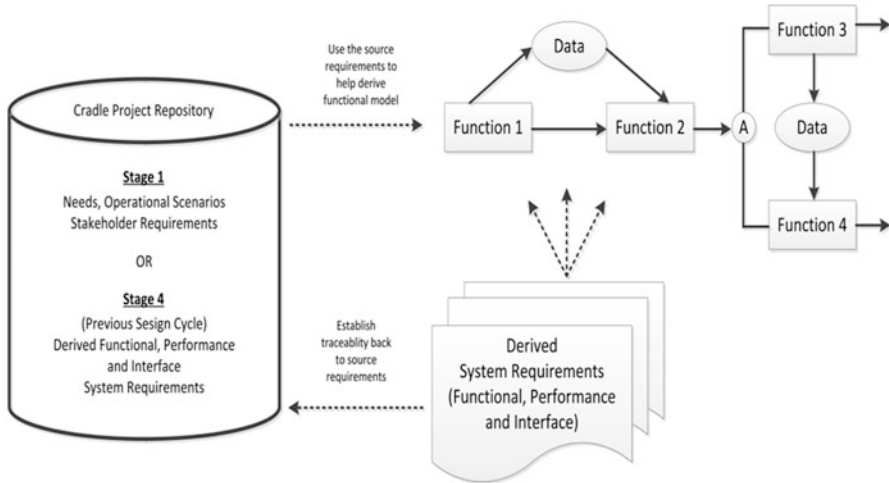 Cradle Project Repository
Stage 1
Needs, Operational Scenarios
Stakeholder Requirements
OR
Stage 4
(Previous Sesign Cycle)
Derived Functional, Performance
and Interface
System Requirements
Use the source
requirements to
help derive
functional model
Data
Function 1
Function 2
A
Function 3
Data
Function 4
Establish
traceablity back
to source
requirements
Derived
System Requirements
(Functional, Performance
and Interface)